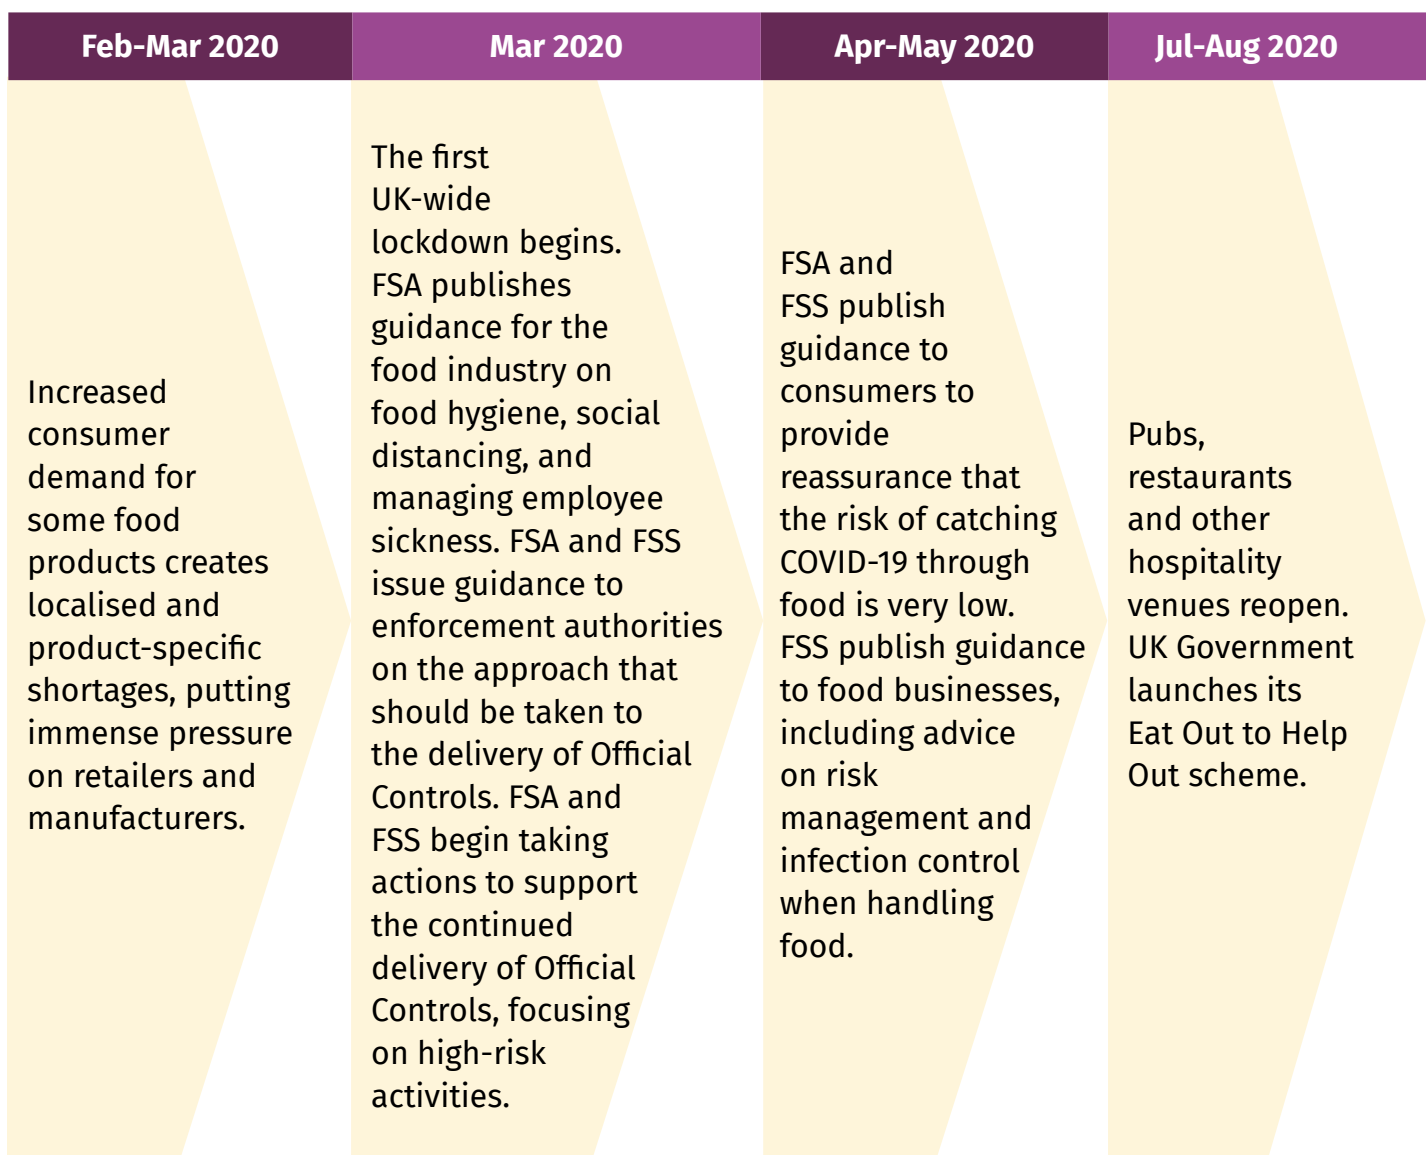 Feb-Mar 2020
Increased
consumer
demand for
some food
products creates
localised and
product-specific
shortages, putting
immense pressure
on retailers and
manufacturers.
Mar 2020
The first
UK-wide
lockdown begins.
FSA publishes
guidance for the
food industry on
food hygiene, social
distancing, and
managing employee
sickness. FSA and FSS
issue guidance to
enforcement authorities
on the approach that
should be taken to
the delivery of Official
Controls. FSA and
FSS begin taking
actions to support
the continued
delivery of Official
Controls, focusing
on high-risk
activities.
Apr-May 2020
FSA and
FSS publish
guidance to
consumers to
provide
reassurance that
the risk of catching
COVID-19 through
food is very low.
FSS publish guidance
to food businesses,
including advice
on risk
management and
infection control
when handling
food.
Jul-Aug 2020
Pubs,
restaurants
and other
hospitality
venues reopen.
UK Government
launches its
Eat Out to Help
Out scheme.